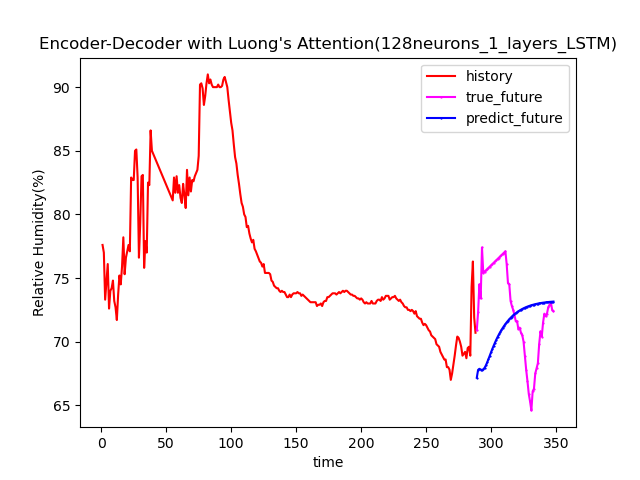 Encoder-Decoder with Luong's Attention(128neurons_1_layers_LSTM)
history
true_future
predict_future
90
85
80
75
70
65
Relative Humidity(%)
0 50 100 150 200 250 300 350
time